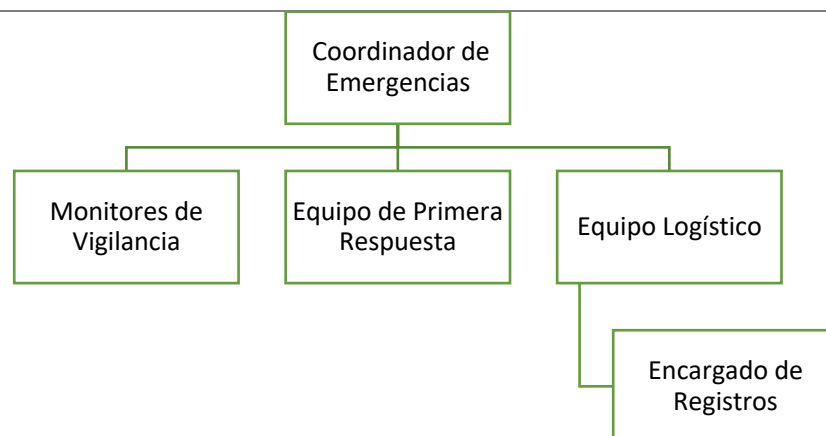 Coordinador de
Emergencias
Monitores de
Vigilancia
Equipo de Primera
Respuesta
Equipo Logístico
Encargado de
Registros